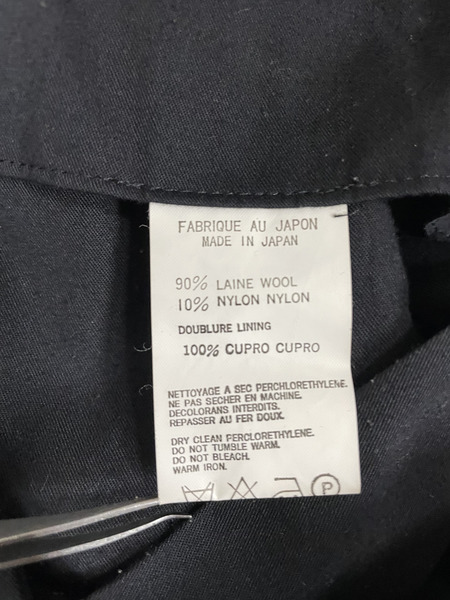 FABRIQUE AU JAPON
MADE IN JAPAN
90% LAINE WOOL
10% NYLON NYLON
DOUBLURE LINING
100% CUPRO CUPRO
NETTOYAGE A SEC PERCHLORETHYLENE.
NE PAS SECHER EN MACHINE.
DECOLORANS INTERDITS.
REPASSER AU FER DOUX.
DRY CLEAN PERCLORETHYLENE.
DO NOT TUMBLE WARM.
DO NOT BLEACH.
WARM IRON.
P